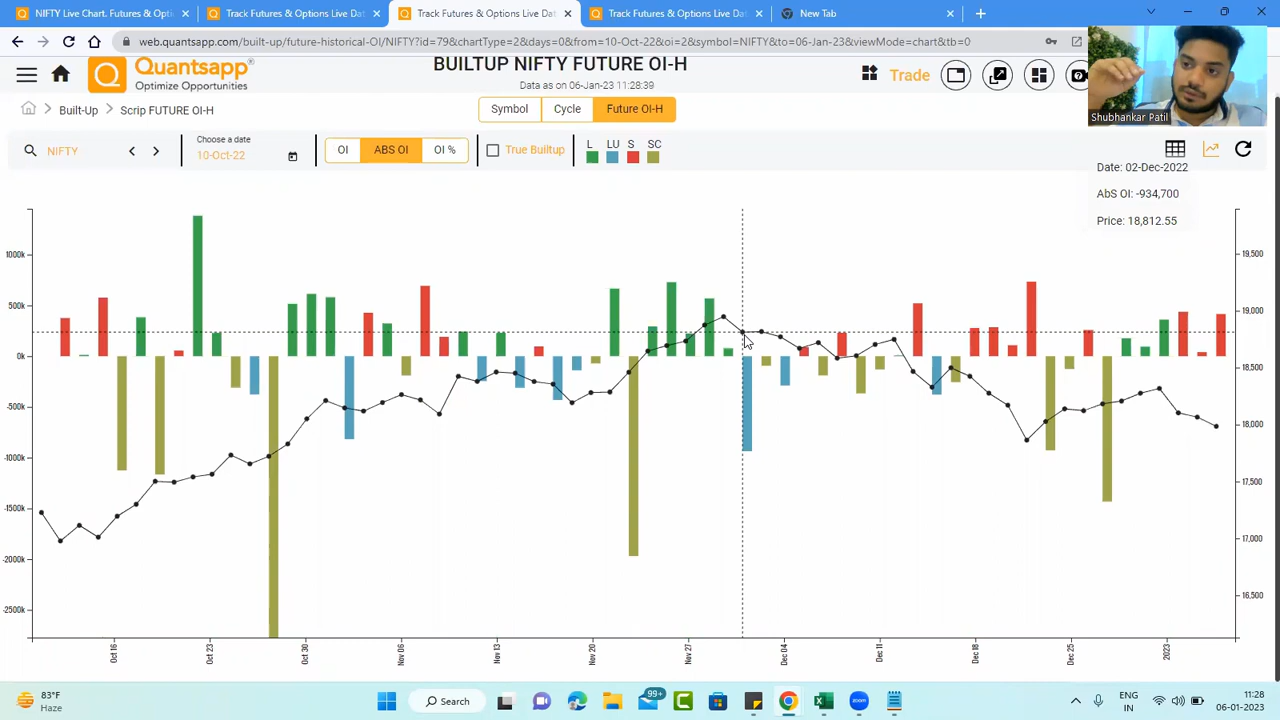 Live Chart. Futures & Options
Track Futures & Options Live Dat
Track Futures & Options Live Dat
Track Futures & Options Live Dat
New Tab
web.quantsapp.com/built-up/future-historical-OI/NIFTY?id=79&chartType=2&days=0&from=10-Oct-22&oi=2&symbol=NIFTY&to=06-Jan-23&viewMode=chart&tb=0
Quantsapp
Optimize Opportunities
BUILTUP NIFTY FUTURE OI-H
Data as on 06-Jan-23 11:28:39
Trade
Shubhankar Patil
Built-Up
Scrip FUTURE OI-H
Symbol
Cycle
Future OI-H
NIFTY
Choose a date
10-Oct-22
OI
ABS OI
OI %
True Builtup
L LU S SC
Date: 02-Dec-2022
AbS OI: -934,700
Price: 18,812.55
1000k
500k
0k
-500k
-1000k
-1500k
-2000k
-2500k
19,500
19,000
18,500
18,000
17,500
17,000
16,500
Oct 16
Oct 23
Oct 30
Nov 06
Nov 13
Nov 20
Nov 27
Dec 04
Dec 11
Dec 18
Dec 25
2023
83°F
Haze
Search
99+
zoom
ENG
IN
11:28
06-01-2023